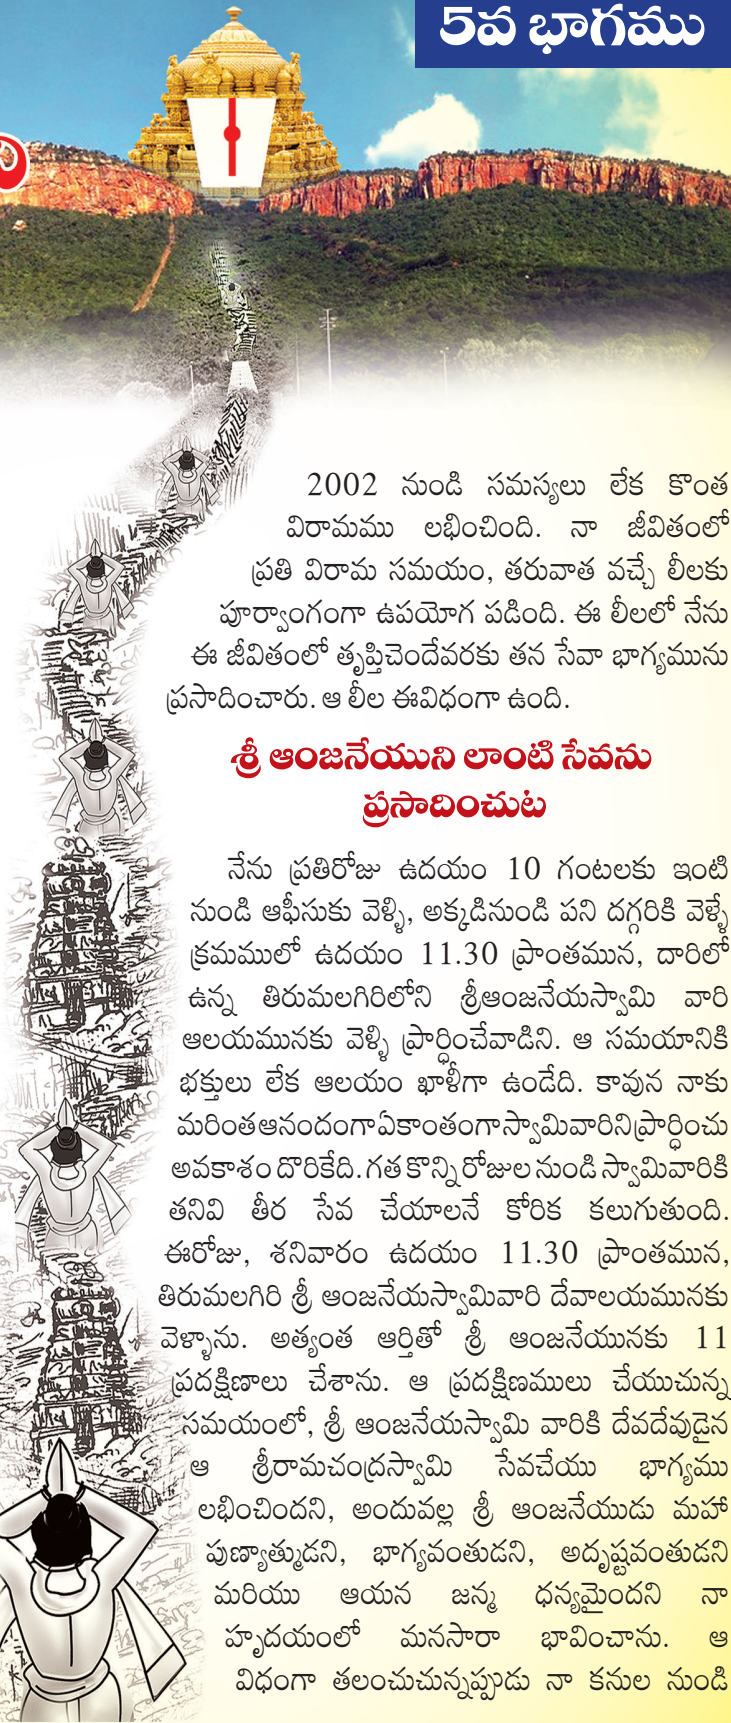 5వ భాగము
2002 నుండి సమస్యలు లేక కొంత
విరామము లభించింది. నా జీవితంలో
ప్రతి విరామ సమయం, తరువాత వచ్చే లీలకు
పూర్వాంగంగా ఉపయోగ పడింది. ఈ లీలలో నేను
ఈ జీవితంలో తృప్తిచెందేవరకు తన సేవా భాగ్యమును
ప్రసాదించారు. ఆ లీల ఈవిధంగా ఉంది.
శ్రీ ఆంజనేయుని లాంటి సేవను
ప్రసాదించుట
నేను ప్రతిరోజు ఉదయం 10 గంటలకు ఇంటి
నుండి ఆఫీసుకు వెళ్ళి, అక్కడినుండి పని దగ్గరికి వెళ్ళే
క్రమములో ఉదయం 11.30 ప్రాంతమున, దారిలో
ఉన్న తిరుమలగిరిలోని శ్రీఆంజనేయస్వామి వారి
ఆలయమునకు వెళ్ళి ప్రార్ధించేవాడిని. ఆ సమయానికి
భక్తులు లేక ఆలయం ఖాళీగా ఉండేది. కావున నాకు
మరింత ఆనందంగా ఏకాంతంగా స్వామివారిని ప్రార్ధించు
అవకాశం దొరికేది. గత కొన్ని రోజుల నుండి స్వామివారికి
తనివి తీర సేవ చేయాలనే కోరిక కలుగుతుంది.
ఈరోజు, శనివారం ఉదయం 11.30 ప్రాంతమున,
తిరుమలగిరి శ్రీ ఆంజనేయస్వామివారి దేవాలయమునకు
వెళ్ళాను. అత్యంత ఆర్తితో శ్రీ ఆంజనేయునకు 11
ప్రదక్షిణాలు చేశాను. ఆ ప్రదక్షిణములు చేయుచున్న
సమయంలో, శ్రీ ఆంజనేయస్వామి వారికి దేవదేవుడైన
ఆ శ్రీరామచంద్రస్వామి సేవచేయు భాగ్యము
లభించిందని, అందువల్ల శ్రీ ఆంజనేయుడు మహా
పుణ్యాత్ముడని, భాగ్యవంతుడని, అదృష్టవంతుడని
మరియు ఆయన జన్మ ధన్యమైందని నా
హృదయంలో మనసారా భావించాను. ఆ
విధంగా తలంచుచున్నప్పుడు నా కనుల నుండి